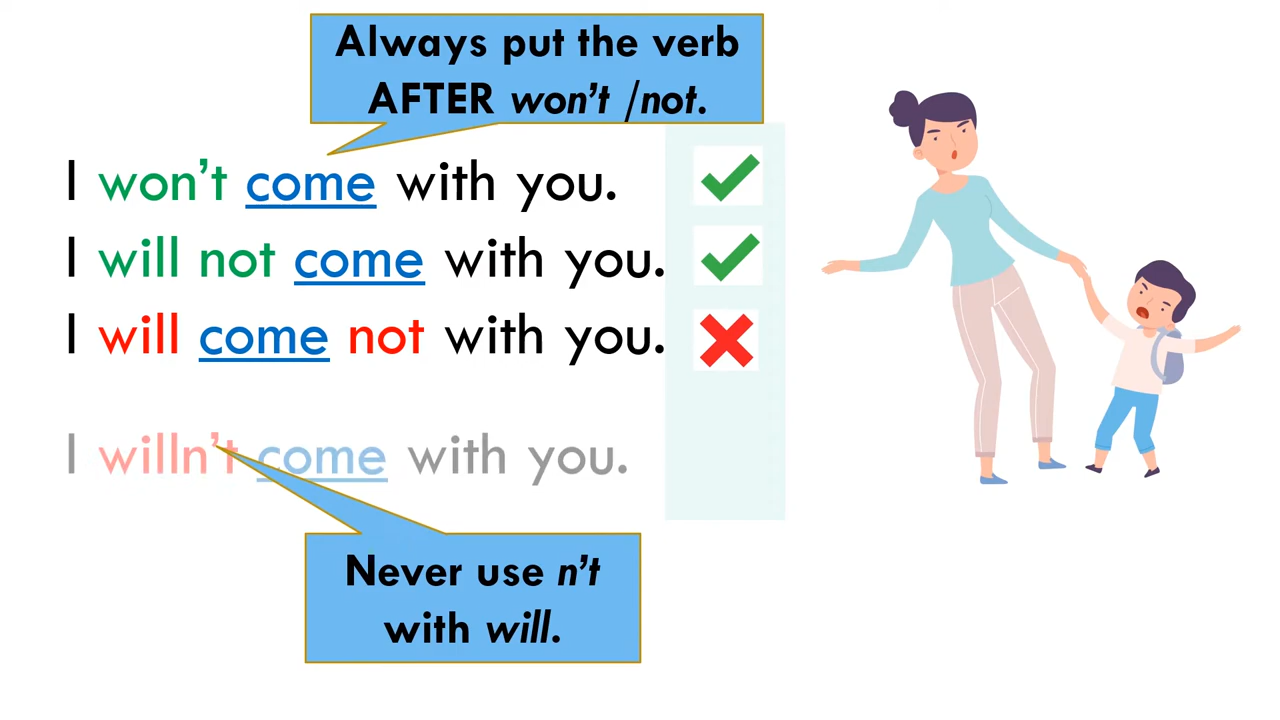 Always put the verb
AFTER won't /not.
I won't come with you.
I will not come with you.
I will come not with you.
I willn't come with you.
Never use n't
with will.